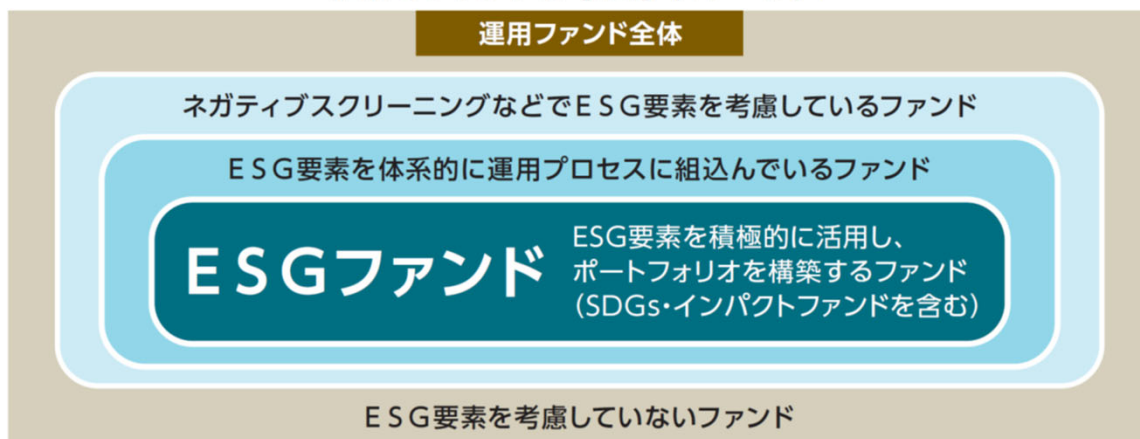 運用ファンド全体
ネガティブスクリーニングなどでESG要素を考慮しているファンド
ESG要素を体系的に運用プロセスに組込んでいるファンド
ESGファンド
ESG要素を積極的に活用し、
ポートフォリオを構築するファンド
(SDGs・インパクトファンドを含む)
ESG要素を考慮していないファンド